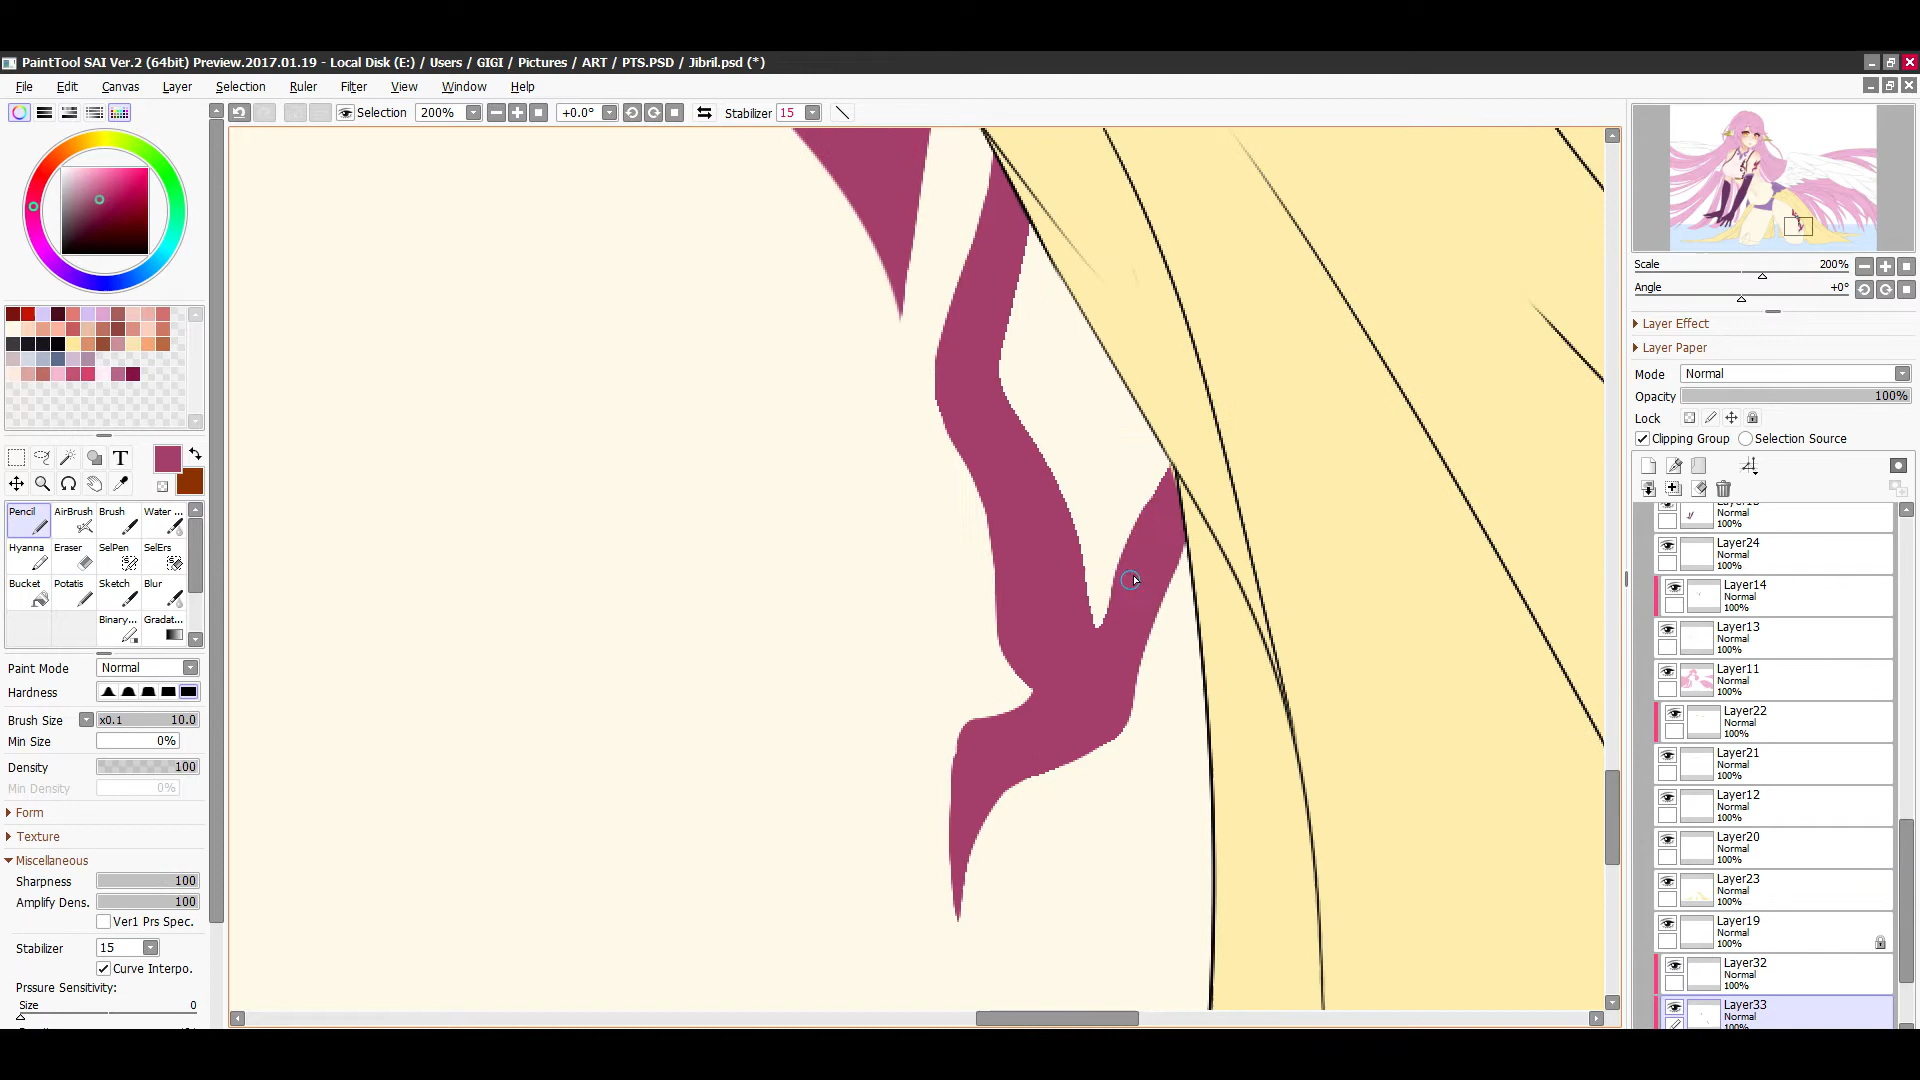 PaintTool SAI Ver.2 (64bit) Preview.2017.01.19 - Local Disk (E:) / Users / GIGI / Pictures / ART / PTS.PSD / Jibril.psd (*)
File Edit Canvas Layer Selection Ruler Filter View Window Help
Selection 200% +0.0° Stabilizer 15
Scale 200%
Angle +0°
Layer Effect
Layer Paper
Mode Normal
Opacity 100%
Lock
Clipping Group Selection Source
T
Pencil AirBrush Brush Water ...
Hyanna Eraser SelPen SelErs
Bucket Potatis Sketch Blur
Binary... Gradat...
Paint Mode Normal
Hardness
Brush Size x0.1 10.0
Min Size 0%
Density 100
Min Density 0%
Form
Texture
Miscellaneous
Sharpness 100
Amplify Dens. 100
Ver1 Prs Spec.
Stabilizer 15
Curve Interpo.
Prssure Sensitivity:
Size 0
Normal
100%
Layer24
Normal
100%
Layer14
Normal
100%
Layer13
Normal
100%
Layer11
Normal
100%
Layer22
Normal
100%
Layer21
Normal
100%
Layer12
Normal
100%
Layer20
Normal
100%
Layer23
Normal
100%
Layer19
Normal
100%
Layer32
Normal
100%
Layer33
Normal
100%